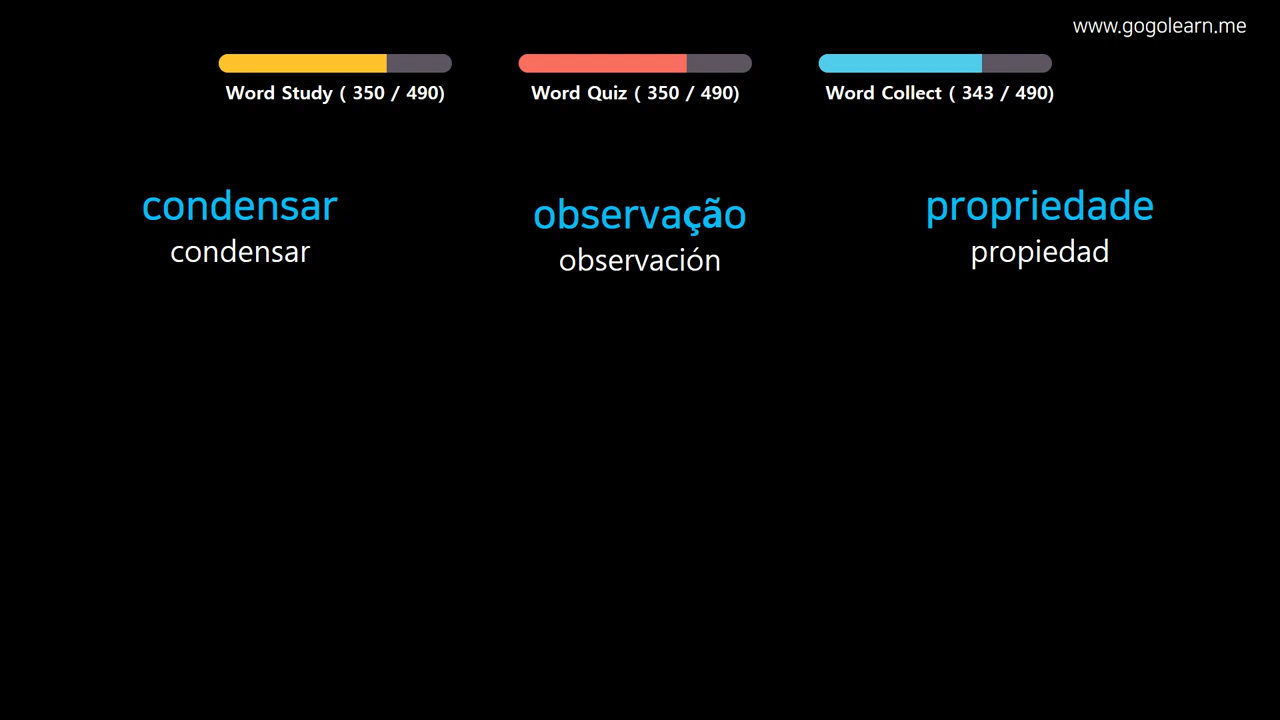 www.gogolearn.me
Word Study ( 350 / 490)
Word Quiz ( 350 / 490)
Word Collect ( 343 / 490)
condensar
condensar
observação
observación
propriedade
propiedad